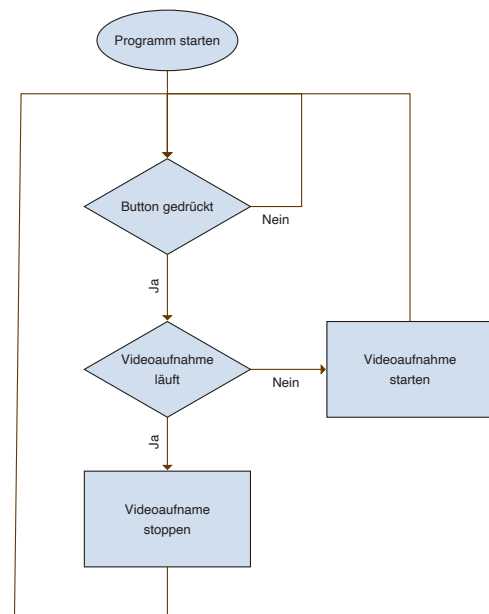 Programm starten
Button gedrückt
Nein
Ja
Videoaufnahme
läuft
Nein
Videoaufnahme
starten
Ja
Videoaufname
stoppen